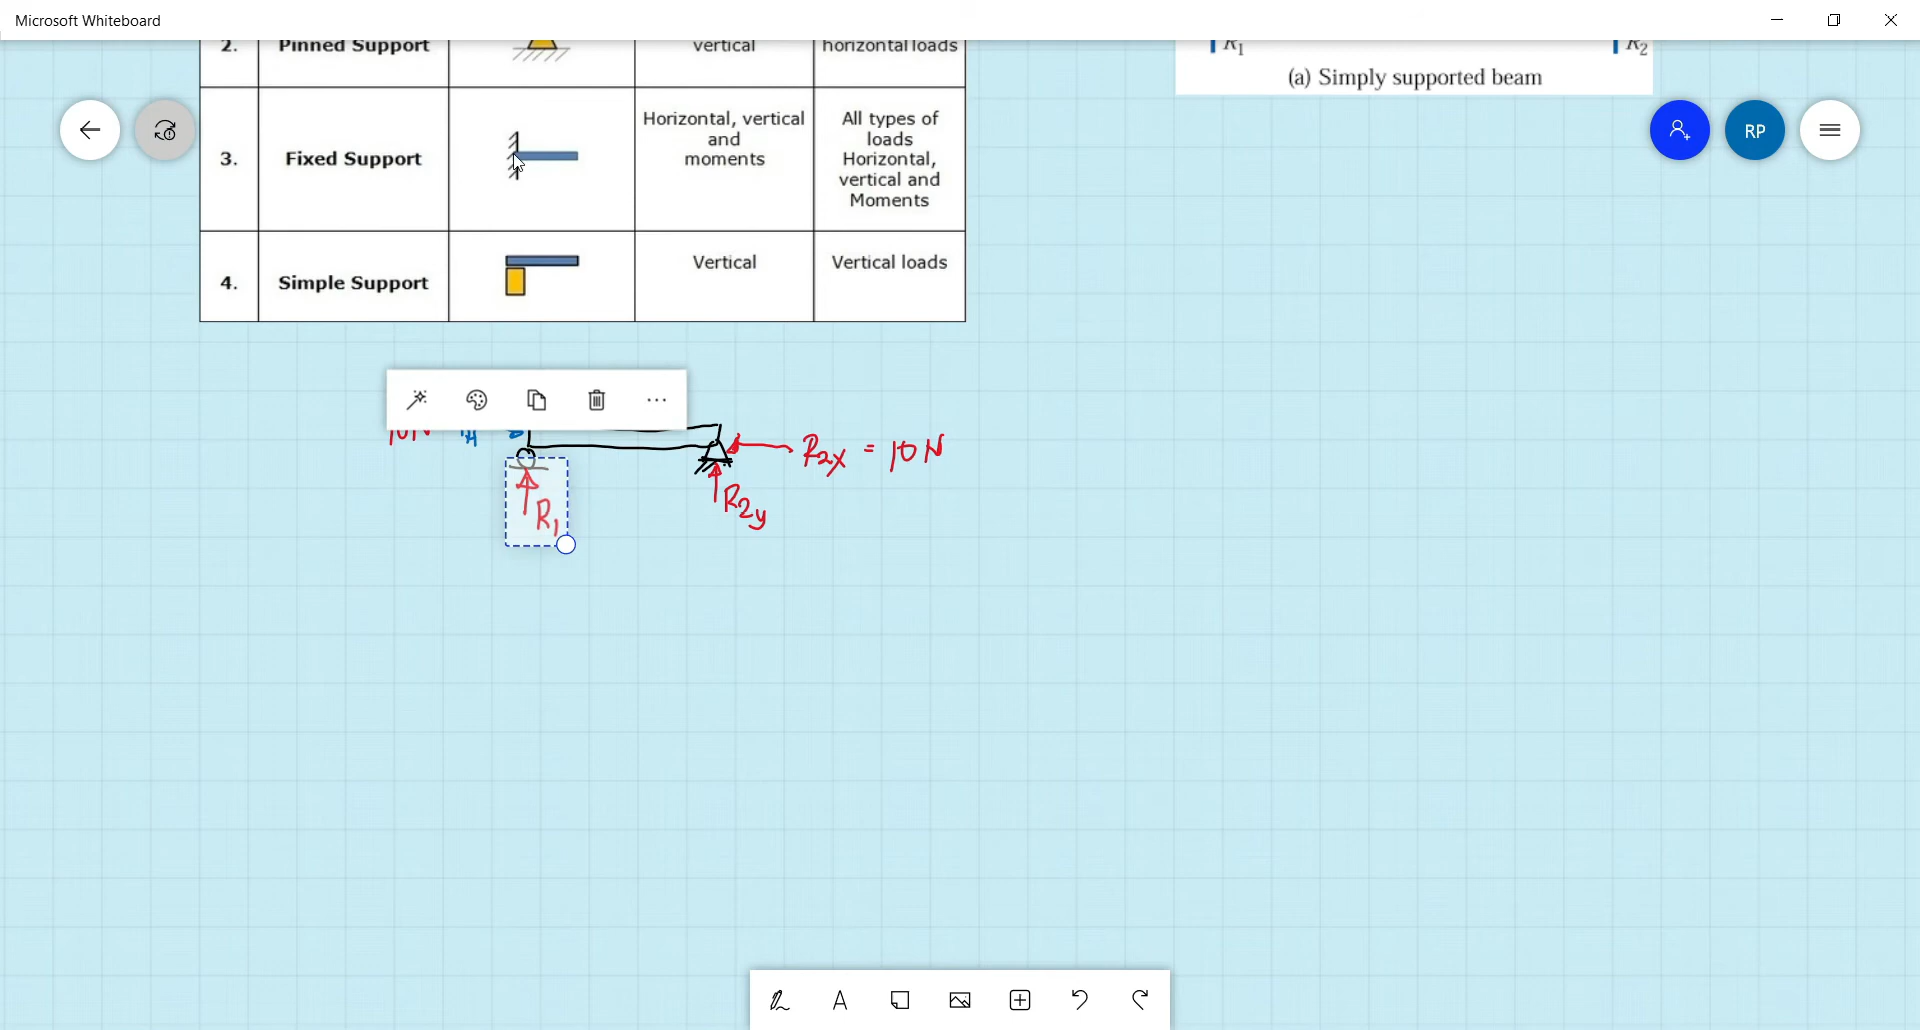 Microsoft Whiteboard
2. Pinned Support vertical horizontal loads
3. Fixed Support
Horizontal, vertical
and
moments
All types of
loads
Horizontal,
vertical and
Moments
4. Simple Support Vertical Vertical loads
R1 R2
(a) Simply supported beam
RP
10N
R2x = 10 N
R1
R2y